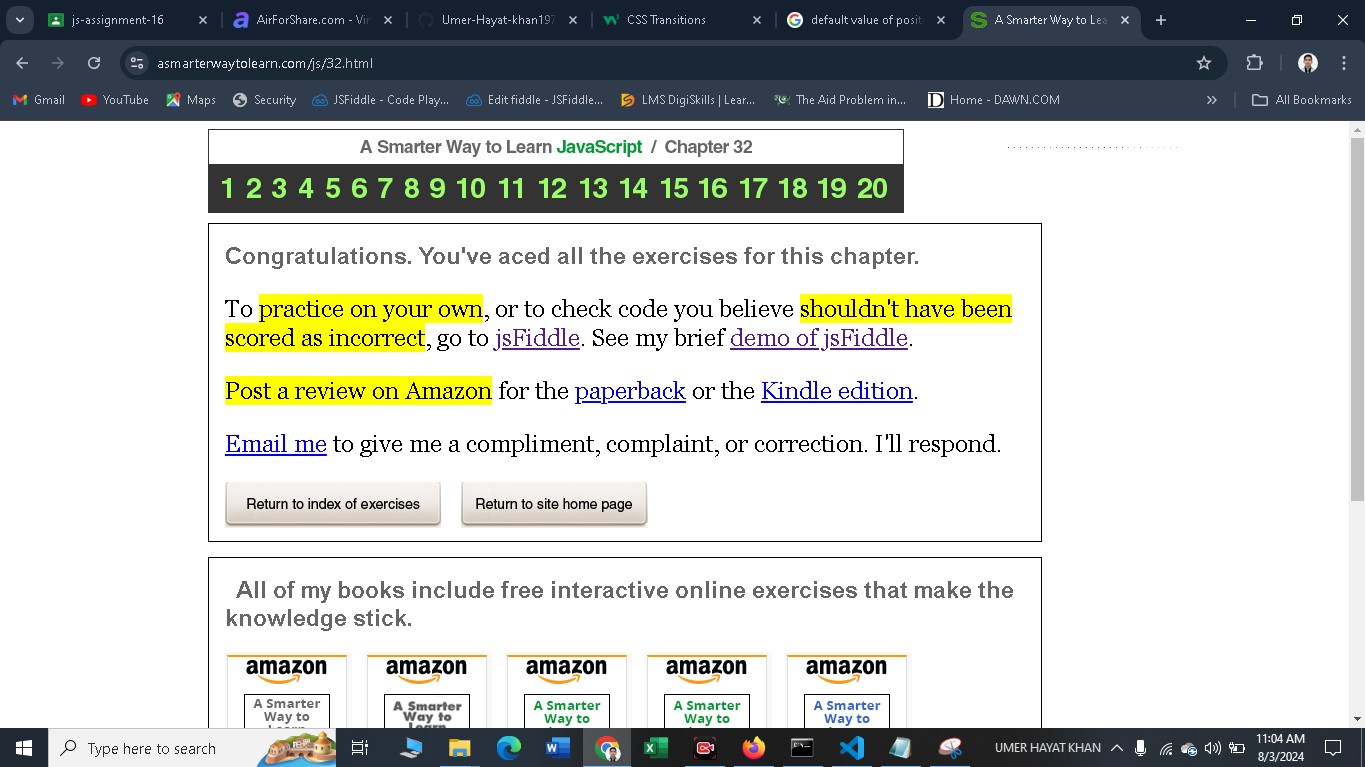 js-assignment-16
AirForShare.com - Vir
Umer-Hayat-khan197
CSS Transitions
default value of posit
A Smarter Way to Lea
asmarterwaytolearn.com/js/32.html
Gmail
YouTube
Maps
Security
JSFiddle - Code Play...
Edit fiddle - JSFiddle...
LMS DigiSkills | Lear...
The Aid Problem in...
Home - DAWN.COM
All Bookmarks
A Smarter Way to Learn JavaScript / Chapter 32
1 2 3 4 5 6 7 8 9 10 11 12 13 14 15 16 17 18 19 20
Congratulations. You've aced all the exercises for this chapter.
To practice on your own, or to check code you believe shouldn't have been
scored as incorrect, go to jsFiddle. See my brief demo of jsFiddle.
Post a review on Amazon for the paperback or the Kindle edition.
Email me to give me a compliment, complaint, or correction. I'll respond.
Return to index of exercises
Return to site home page
All of my books include free interactive online exercises that make the
knowledge stick.
amazon
A Smarter
Way to
Learn
amazon
A Smarter
Way to
Learn
amazon
A Smarter
Way to
amazon
A Smarter
Way to
amazon
A Smarter
Way to
Type here to search
UMER HAYAT KHAN
11:04 AM
8/3/2024